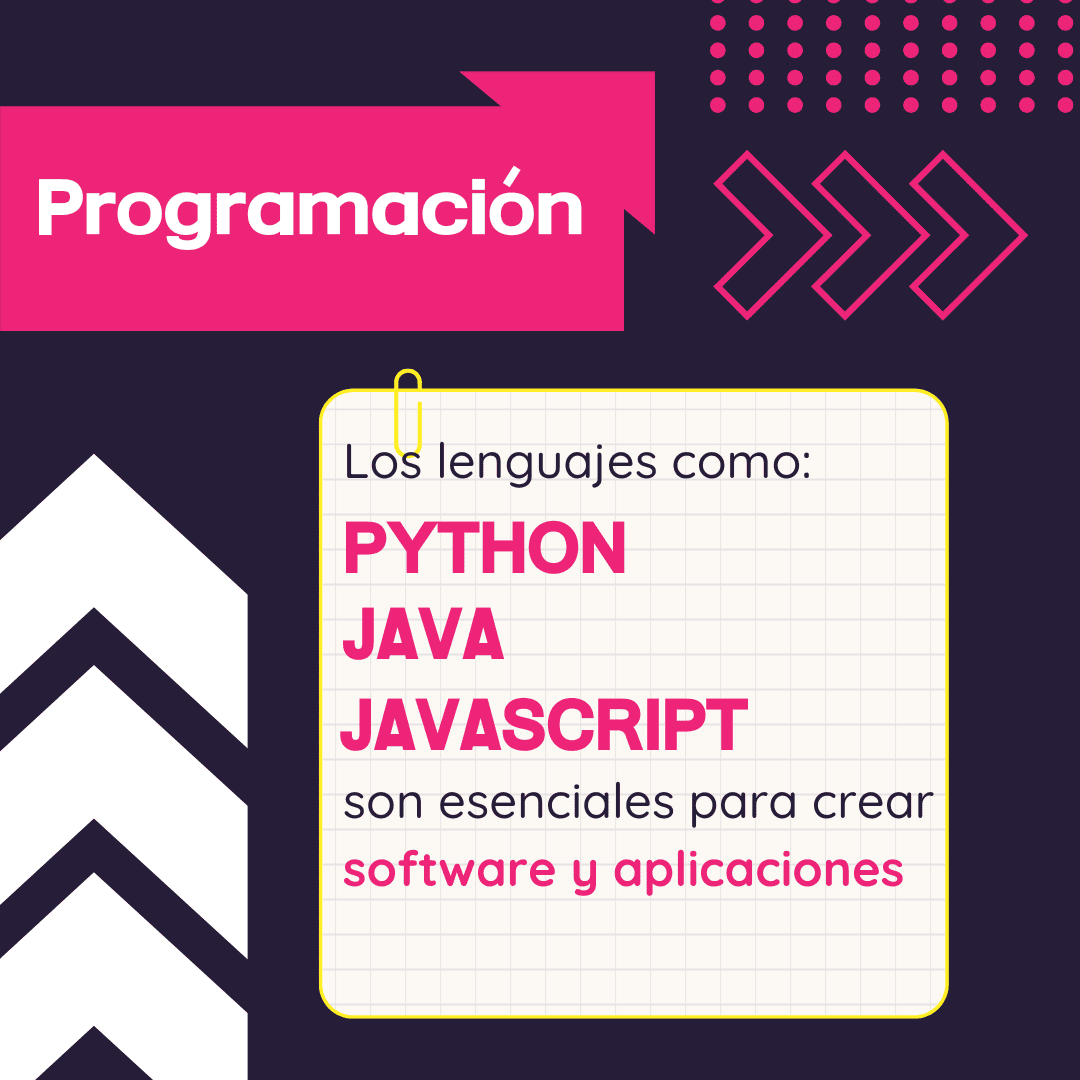 Programación
Los lenguajes como:
PYTHON
JAVA
JAVASCRIPT
son esenciales para crear
software y aplicaciones